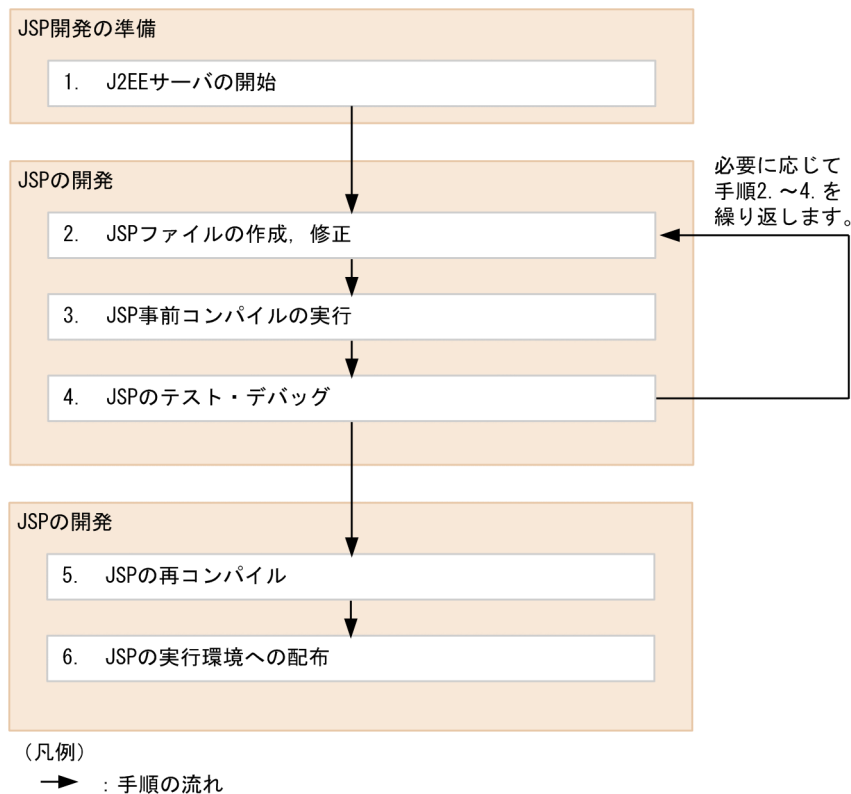 JSP開発の準備
1. J2EEサーバの開始
JSPの開発
必要に応じて
手順2.～4.を
繰り返します。
2. JSPファイルの作成，修正
3. JSP事前コンパイルの実行
4. JSPのテスト・デバッグ
JSPの開発
5. JSPの再コンパイル
6. JSPの実行環境への配布
（凡例）
：手順の流れ